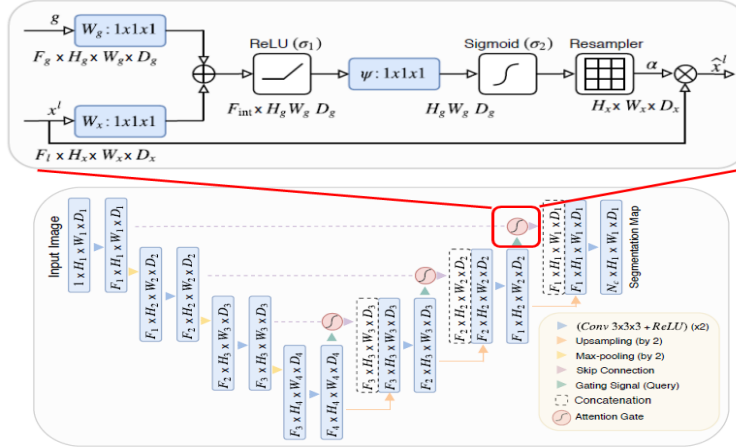 g
W_g : 1x1x1
F_g x H_g x W_g x D_g
x^l
W_x : 1x1x1
F_l x H_x x W_x x D_x
ReLU (σ₁)
F_int x H_g W_g D_g
ψ: 1x1x1
H_g W_g D_g
Sigmoid (σ₂)
Resampler
α
H_x x W_x x D_x
x̂^l
Input Image
1 x H₁ x W₁ x D₁
F₁ x H₁ x W₁ x D₁
F₁ x H₂ x W₂ x D₂
F₂ x H₂ x W₂ x D₂
F₂ x H₃ x W₃ x D₃
F₃ x H₃ x W₃ x D₃
F₃ x H₄ x W₄ x D₄
F₄ x H₄ x W₄ x D₄
F₃ x H₃ x W₃ x D₃
F₃ x H₃ x W₃ x D₃
F₂ x H₃ x W₃ x D₃
F₂ x H₂ x W₂ x D₂
F₂ x H₂ x W₂ x D₂
F₁ x H₂ x W₂ x D₂
F₁ x H₁ x W₁ x D₁
F₁ x H₁ x W₁ x D₁
N_c x H₁ x W₁ x D₁
Segmentation Map
(Conv 3x3x3 + ReLU) (x2)
Upsampling (by 2)
Max-pooling (by 2)
Skip Connection
Gating Signal (Query)
Concatenation
Attention Gate